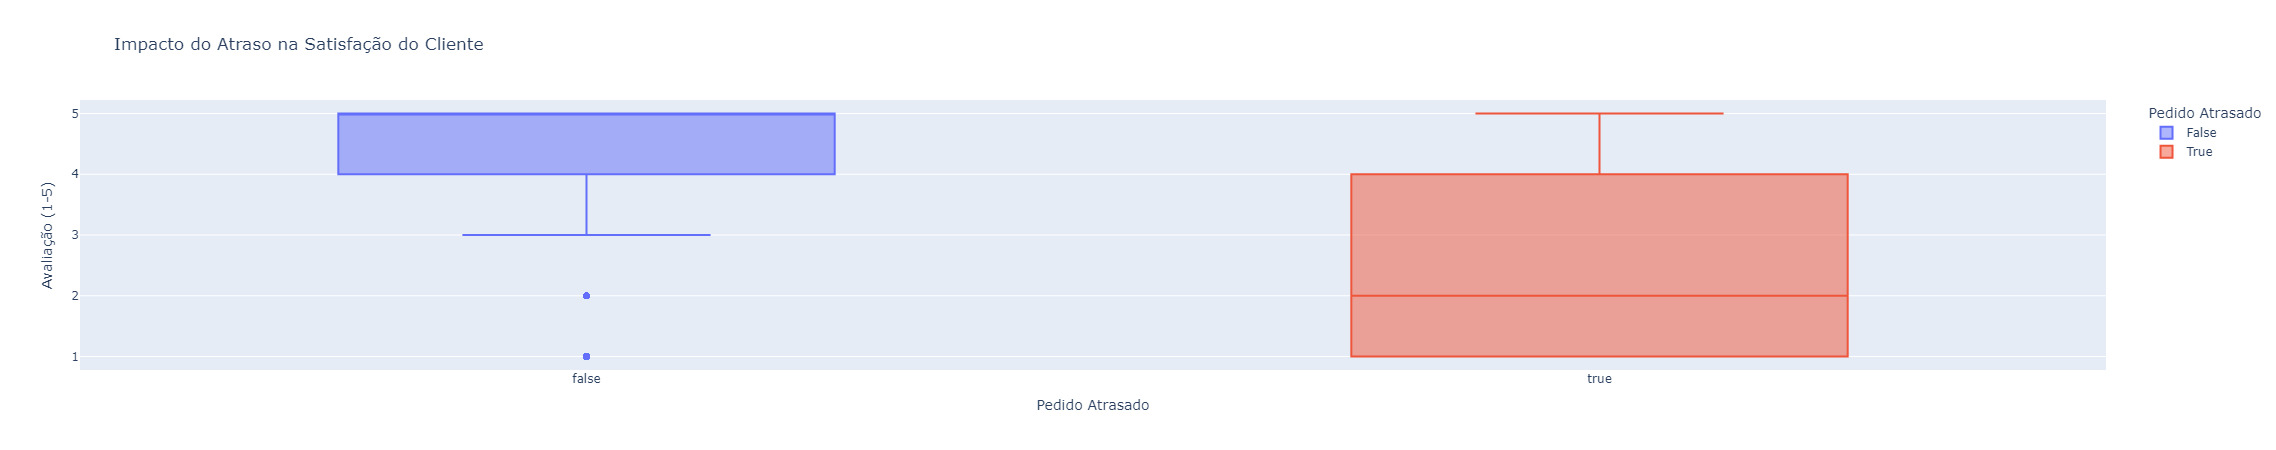 Impacto do Atraso na Satisfação do Cliente
Avaliação (1-5)
5
4
3
2
1
false
true
Pedido Atrasado
Pedido Atrasado
False
True